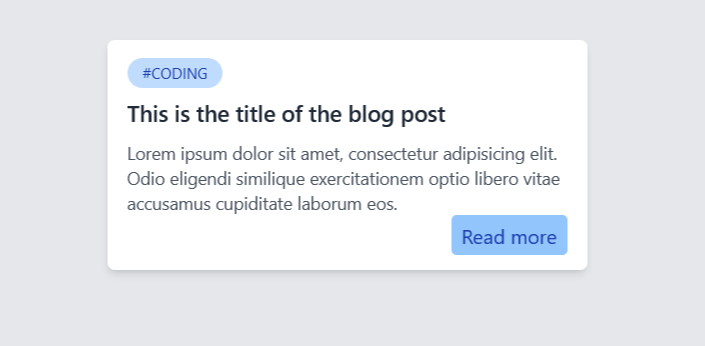 #CODING
This is the title of the blog post
Lorem ipsum dolor sit amet, consectetur adipisicing elit.
Odio eligendi similique exercitationem optio libero vitae
accusamus cupiditate laborum eos.
Read more